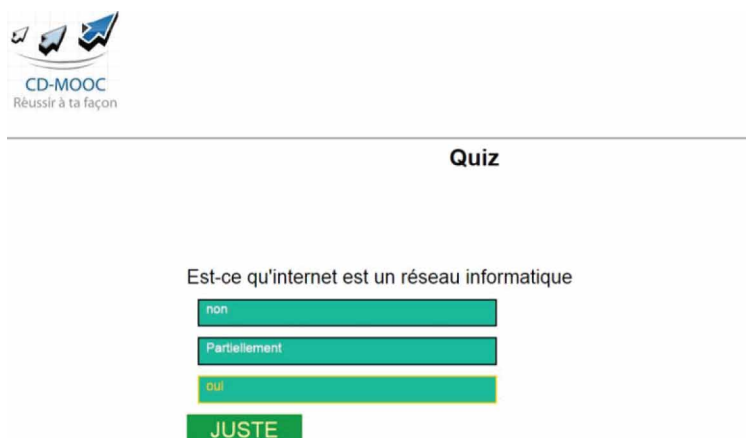 CD-MOOC
Réussir à ta façon
Quiz
Est-ce qu'internet est un réseau informatique
non
Partiellement
oui
JUSTE